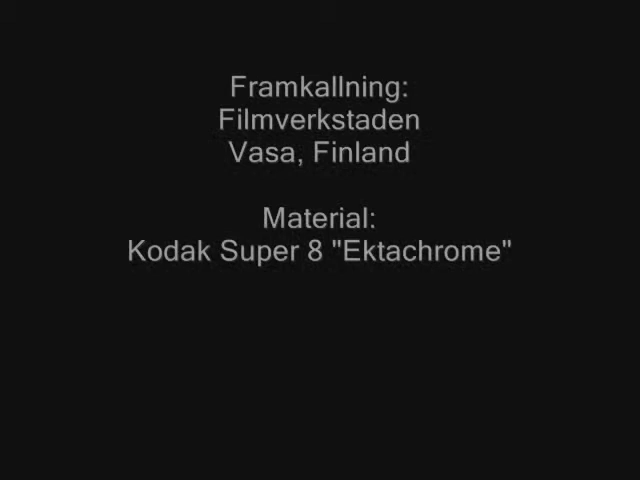 Framkallning:
Filmverkstaden
Vasa, Finland
Material:
Kodak Super 8 "Ektachrome"